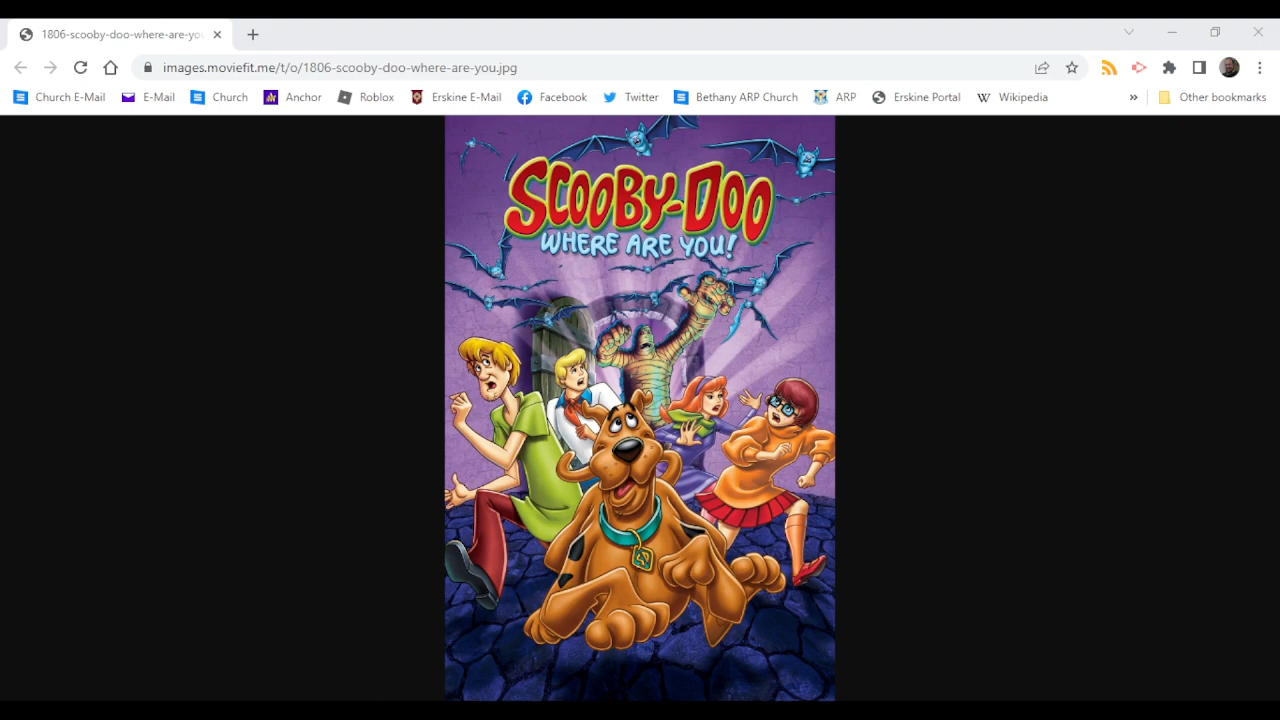 1806-scooby-doo-where-are-you
images.moviefit.me/t/o/1806-scooby-doo-where-are-you.jpg
Church E-Mail E-Mail Church Anchor Roblox Erskine E-Mail Facebook Twitter Bethany ARP Church ARP Erskine Portal Wikipedia » Other bookmarks
SCOOBY-DOO
WHERE ARE YOU!
SD